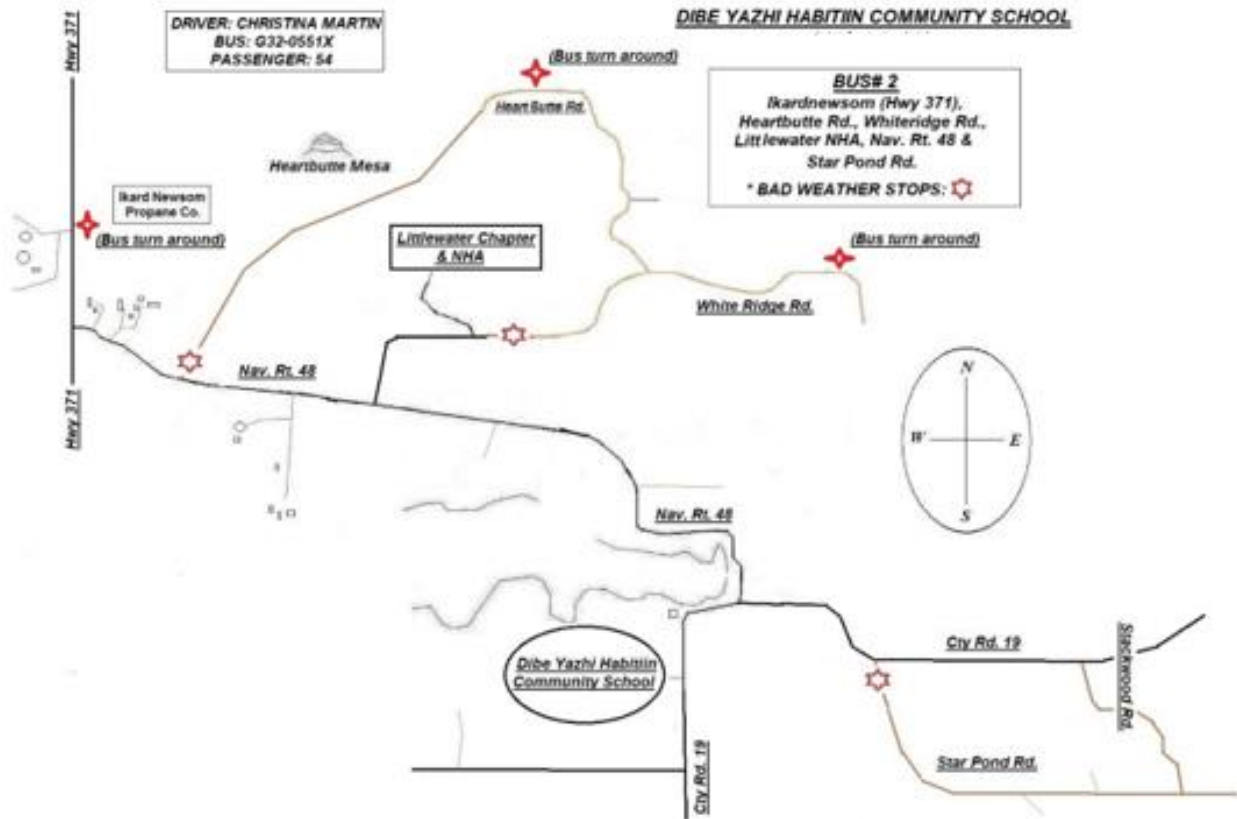 DIBE YAZHI HABITIIN COMMUNITY SCHOOL
DRIVER: CHRISTINA MARTIN
BUS: G32-0551X
PASSENGER: 54
Hwy 371
(Bus turn around)
Heart Butte Rd.
BUS# 2
Ikardnewsom (Hwy 371),
Heartbutte Rd., Whiteridge Rd.,
Littlewater NHA, Nav. Rt. 48 &
Star Pond Rd.
* BAD WEATHER STOPS:
Heartbutte Mesa
Ikard Newsom
Propane Co.
(Bus turn around)
Littlewater Chapter
& NHA
(Bus turn around)
White Ridge Rd.
Nav. Rt. 48
Hwy 371
N
W
E
S
Nav. Rt. 48
Dibe Yazhi Habitiin
Community School
Cty Rd. 19
Stackwood Rd.
Star Pond Rd.
Cty Rd. 19